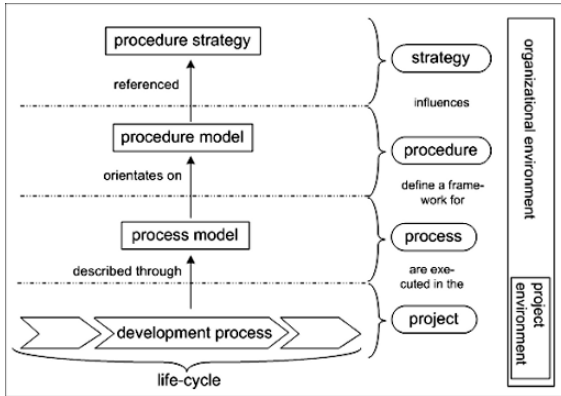 procedure strategy
strategy
referenced
influences
procedure model
procedure
orientates on
define a frame-
work for
process model
process
described through
are exe-
cuted in the
development process
project
life-cycle
organizational environment
project
environment